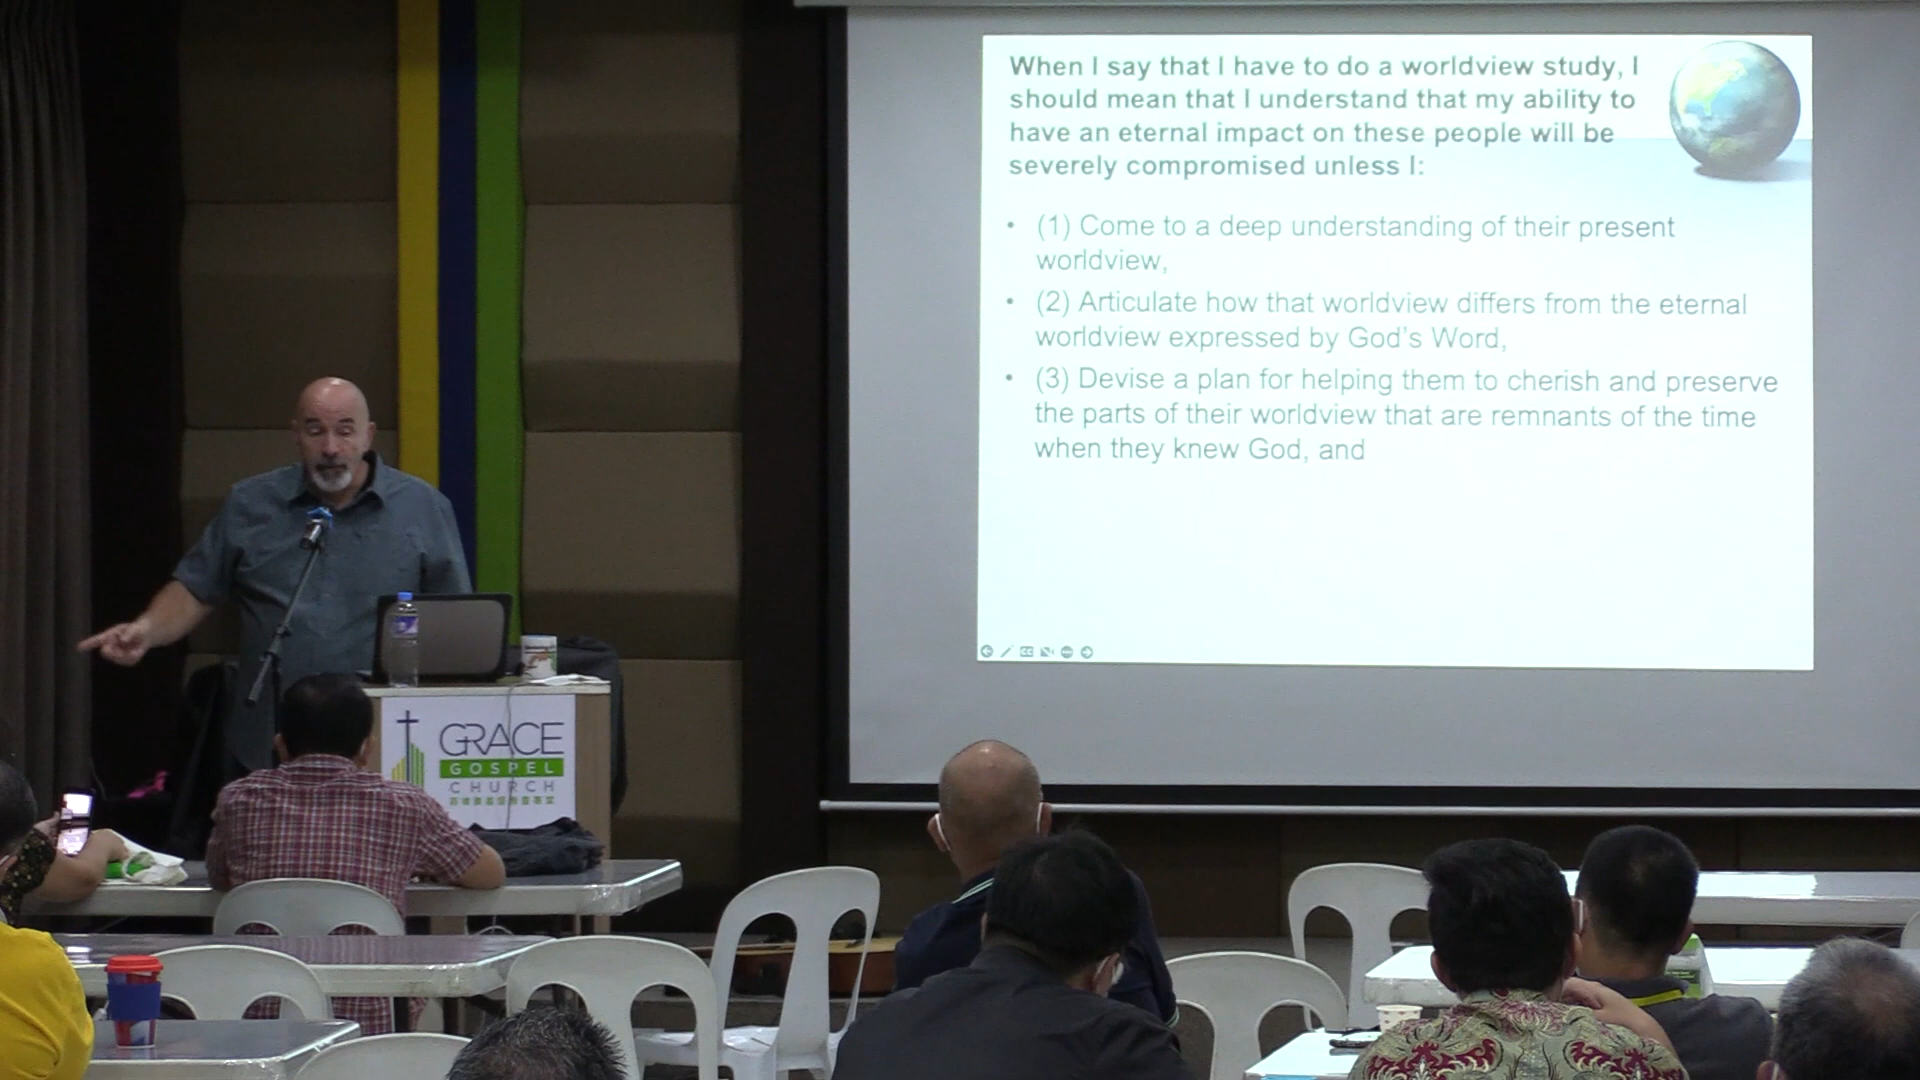 When I say that I have to do a worldview study, I
should mean that I understand that my ability to
have an eternal impact on these people will be
severely compromised unless I:
• (1) Come to a deep understanding of their present
worldview,
• (2) Articulate how that worldview differs from the eternal
worldview expressed by God's Word,
• (3) Devise a plan for helping them to cherish and preserve
the parts of their worldview that are remnants of the time
when they knew God, and
GRACE
GOSPEL
CHURCH